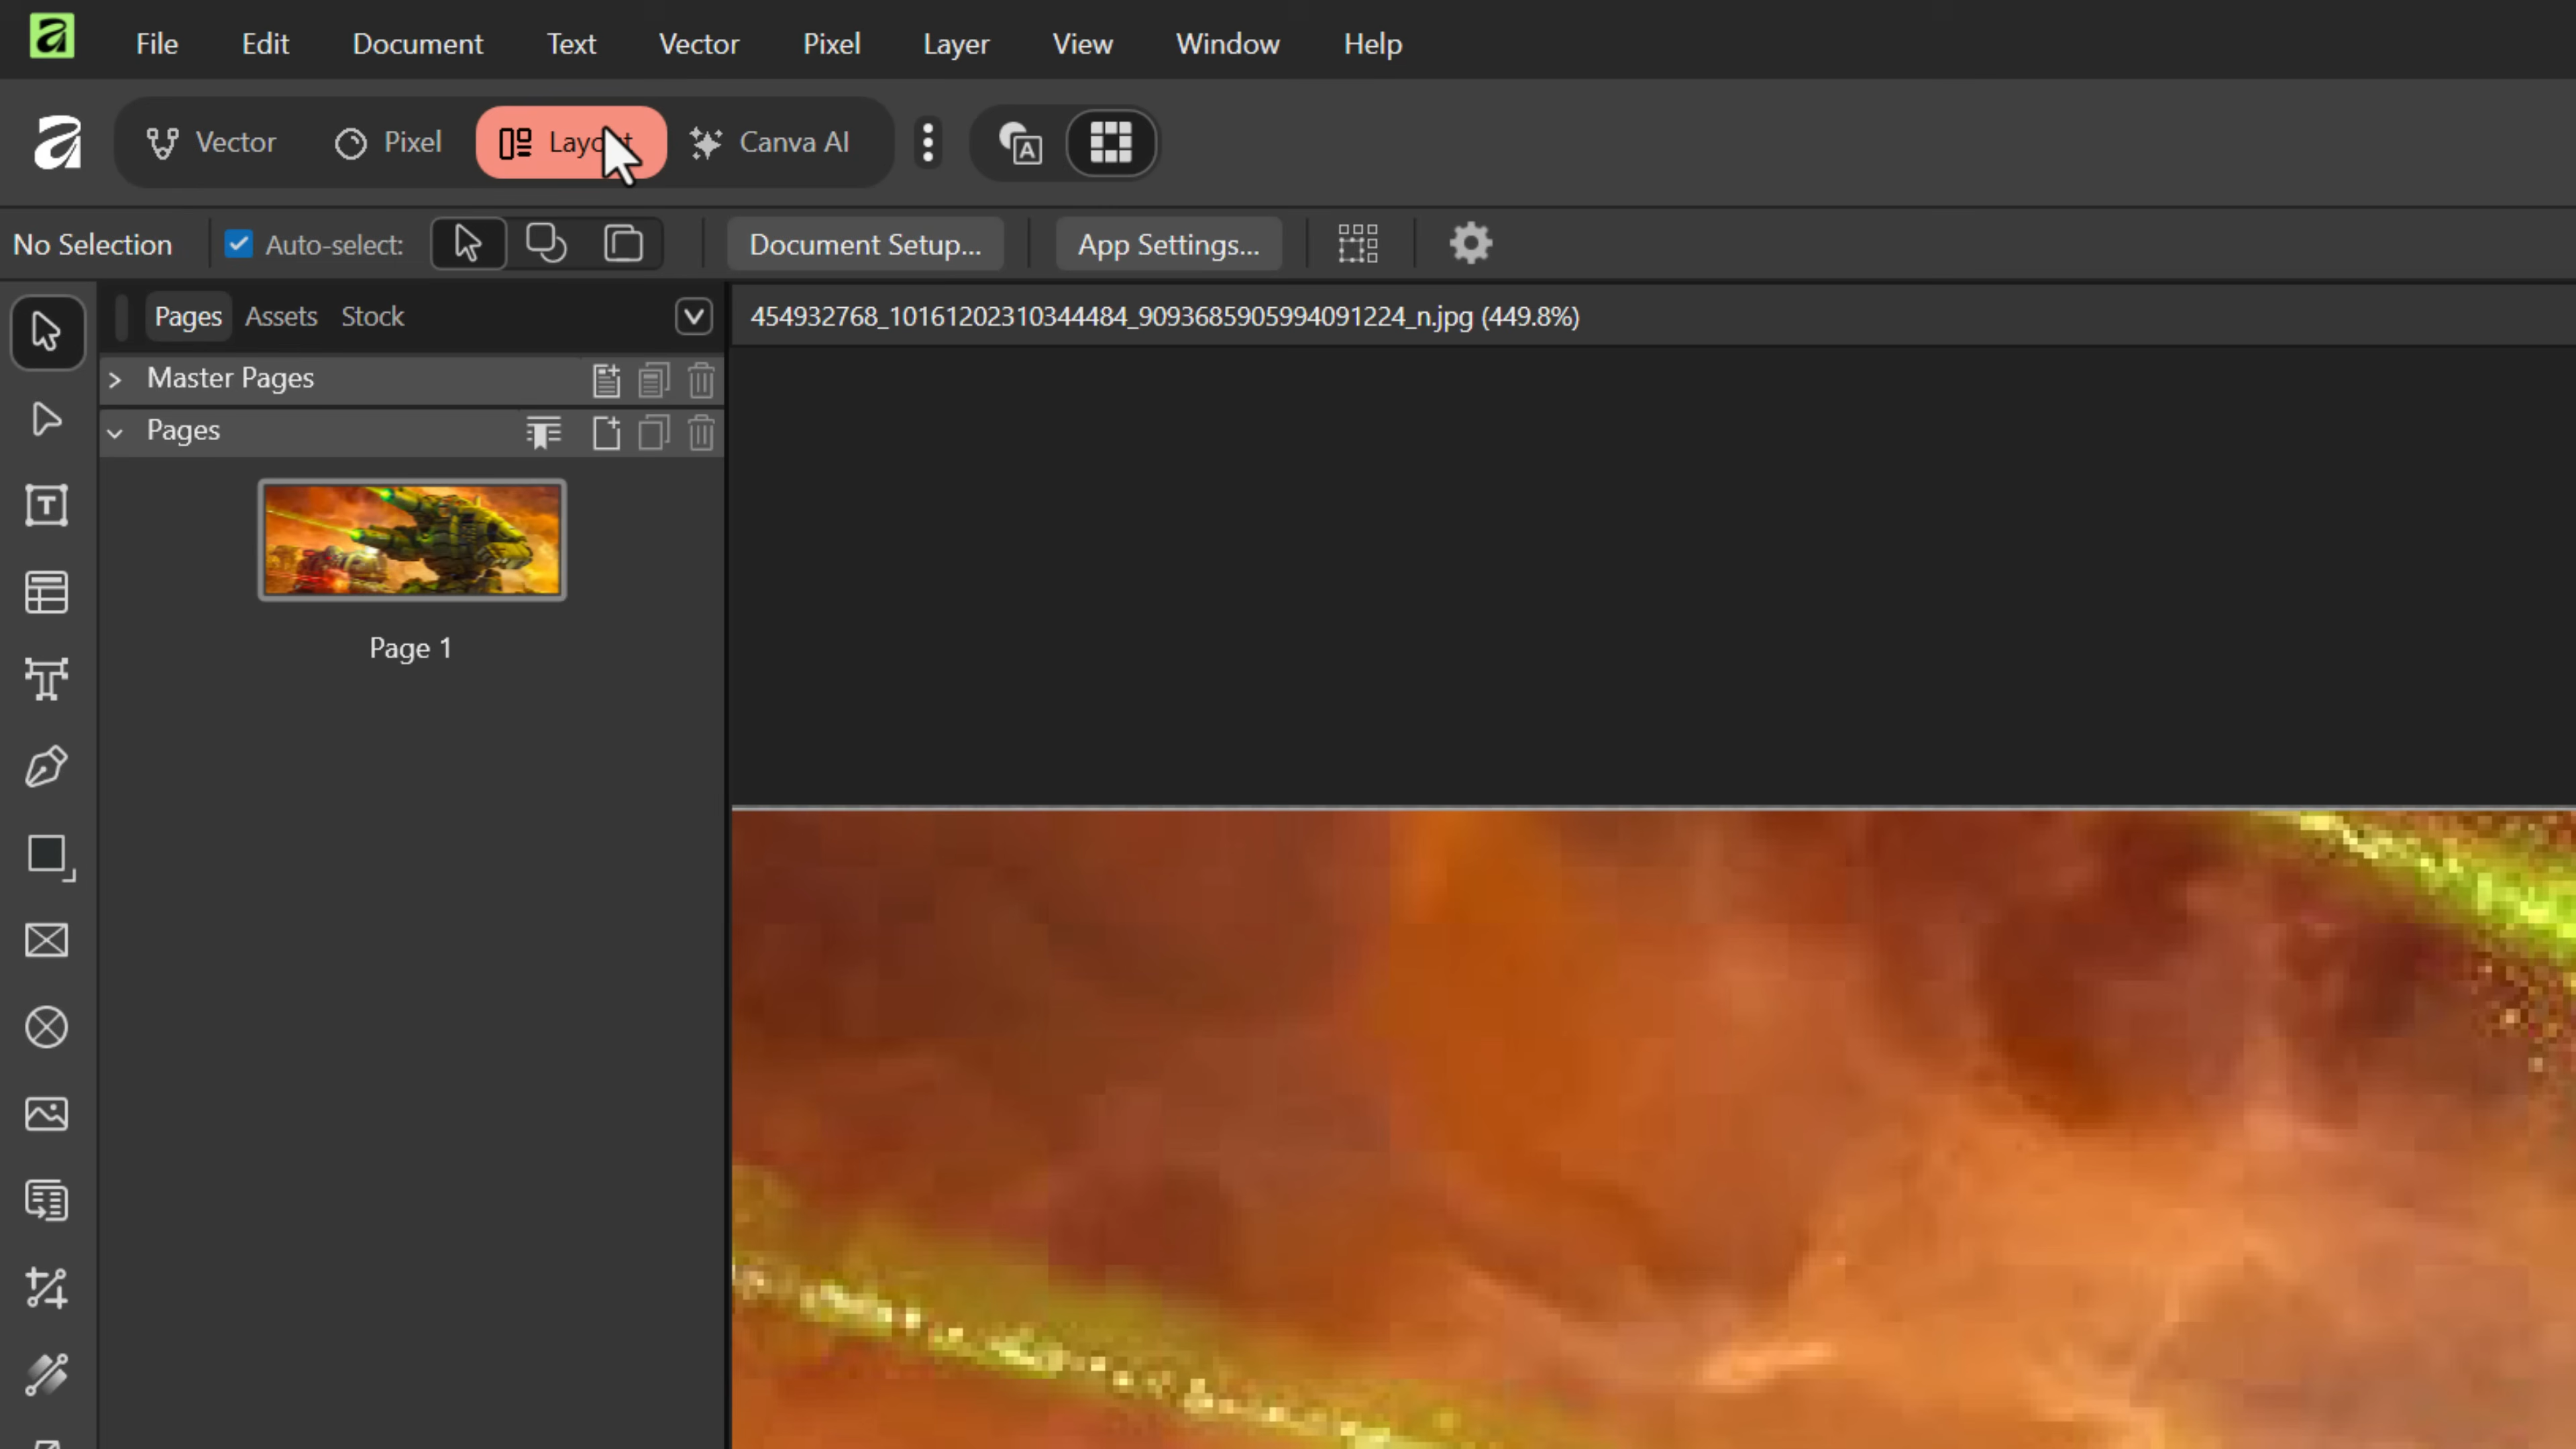 File Edit Document Text Vector Pixel Layer View Window Help
Vector Pixel Layout Canva AI
No Selection Auto-select: Document Setup... App Settings...
Pages Assets Stock
454932768_10161202310344484_9093685905994091224_n.jpg (449.8%)
Master Pages
Pages
Page 1